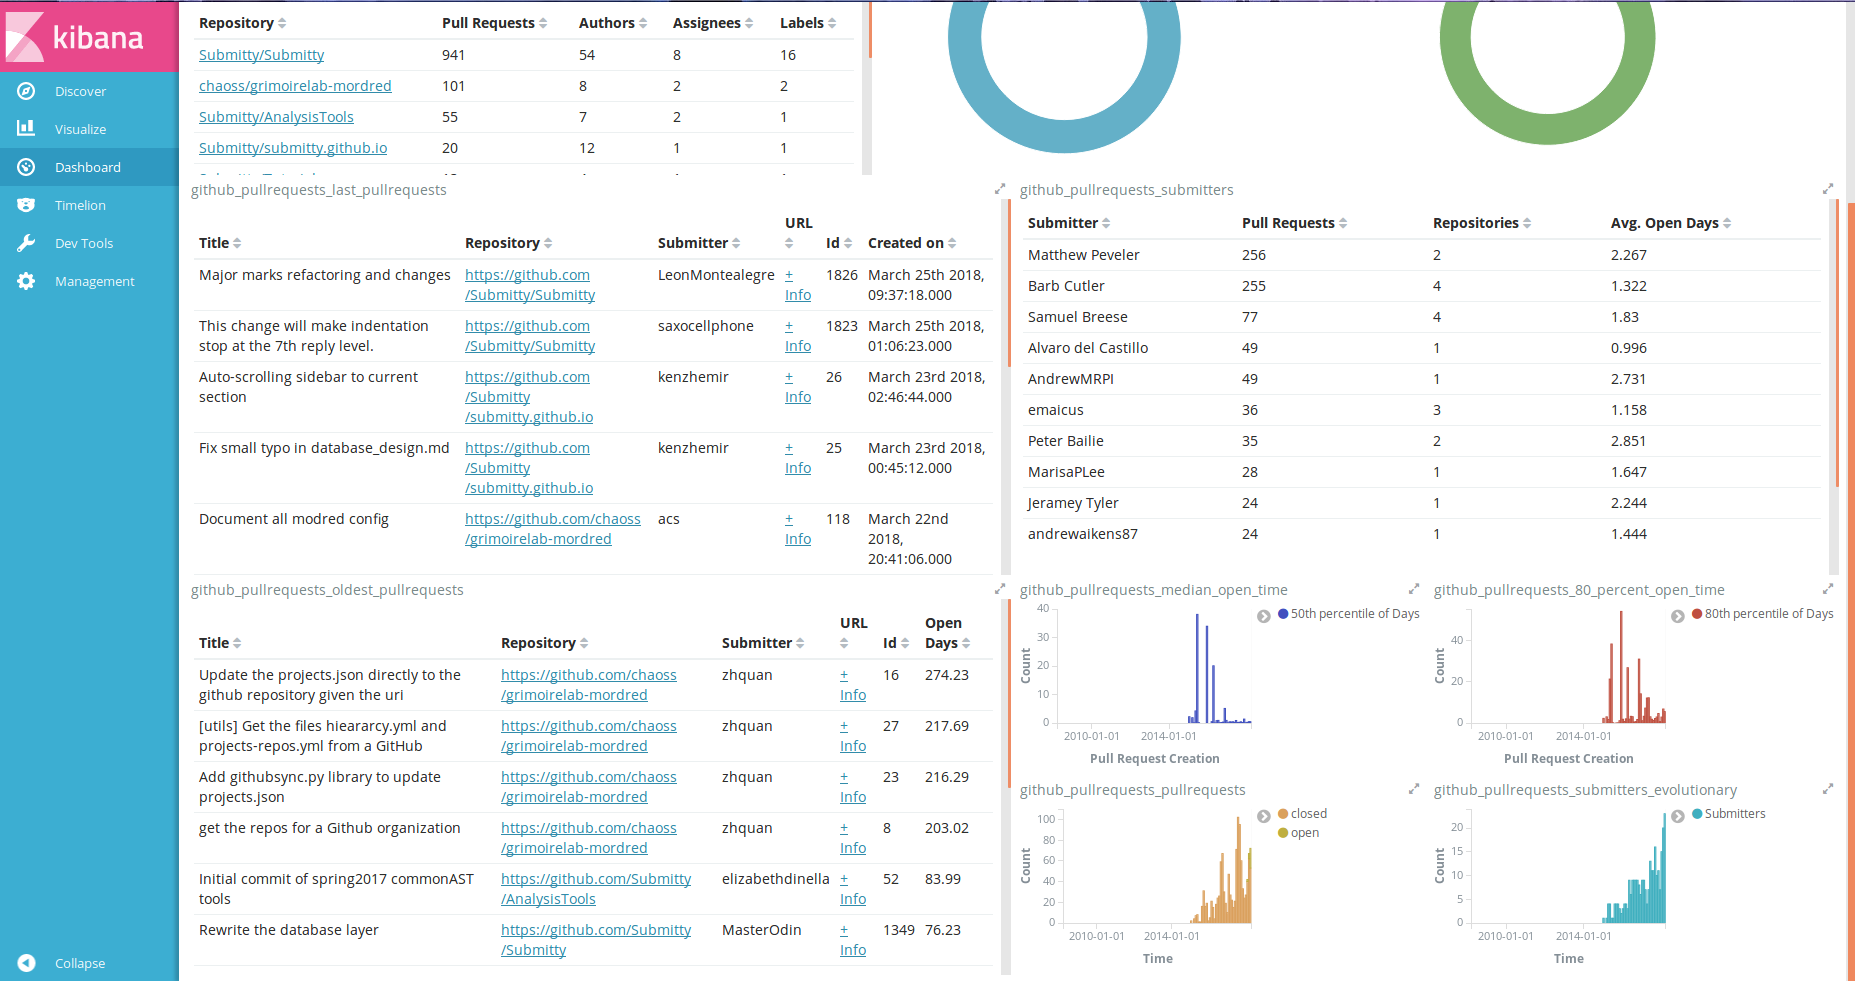 kibana
Discover
Visualize
Dashboard
Timelion
Dev Tools
Management
Collapse
Repository Pull Requests Authors Assignees Labels
Submitty/Submitty 941 54 8 16
chaoss/grimoirelab-mordred 101 8 2 2
Submitty/AnalysisTools 55 7 2 1
Submitty/submitty.github.io 20 12 1 1
github_pullrequests_last_pullrequests
URL
Title Repository Submitter Id Created on
Major marks refactoring and changes https://github.com LeonMontealegre + 1826 March 25th 2018,
/Submitty/Submitty Info 09:37:18.000
This change will make indentation https://github.com saxocellphone + 1823 March 25th 2018,
stop at the 7th reply level. /Submitty/Submitty Info 01:06:23.000
Auto-scrolling sidebar to current https://github.com kenzhemir + 26 March 23rd 2018,
section /Submitty Info 02:46:44.000
/submitty.github.io
Fix small typo in database_design.md https://github.com kenzhemir + 25 March 23rd 2018,
/Submitty Info 00:45:12.000
/submitty.github.io
Document all modred config https://github.com/chaoss acs + 118 March 22nd
/grimoirelab-mordred Info 2018,
20:41:06.000
github_pullrequests_submitters
Submitter Pull Requests Repositories Avg. Open Days
Matthew Peveler 256 2 2.267
Barb Cutler 255 4 1.322
Samuel Breese 77 4 1.83
Alvaro del Castillo 49 1 0.996
AndrewMRPI 49 1 2.731
emaicus 36 3 1.158
Peter Bailie 35 2 2.851
MarisaPLee 28 1 1.647
Jeramey Tyler 24 1 2.244
andrewaikens87 24 1 1.444
github_pullrequests_oldest_pullrequests
URL Open
Title Repository Submitter Id Days
Update the projects.json directly to the https://github.com/chaoss zhquan + 16 274.23
github repository given the uri /grimoirelab-mordred Info
[utils] Get the files hieararcy.yml and https://github.com/chaoss zhquan + 27 217.69
projects-repos.yml from a GitHub /grimoirelab-mordred Info
Add githubsync.py library to update https://github.com/chaoss zhquan + 23 216.29
projects.json /grimoirelab-mordred Info
get the repos for a Github organization https://github.com/chaoss zhquan + 8 203.02
/grimoirelab-mordred Info
Initial commit of spring2017 commonAST https://github.com/Submitty elizabethdinella + 52 83.99
tools /AnalysisTools Info
Rewrite the database layer https://github.com/Submitty MasterOdin + 1349 76.23
/Submitty Info
github_pullrequests_median_open_time
50th percentile of Days
40
30
20
10
0
Count
2010-01-01 2014-01-01
Pull Request Creation
github_pullrequests_80_percent_open_time
80th percentile of Days
40
20
0
Count
2010-01-01 2014-01-01
Pull Request Creation
github_pullrequests_pullrequests
closed
open
100
80
60
40
20
0
Count
2010-01-01 2014-01-01
Time
github_pullrequests_submitters_evolutionary
Submitters
20
15
10
5
0
Count
2010-01-01 2014-01-01
Time